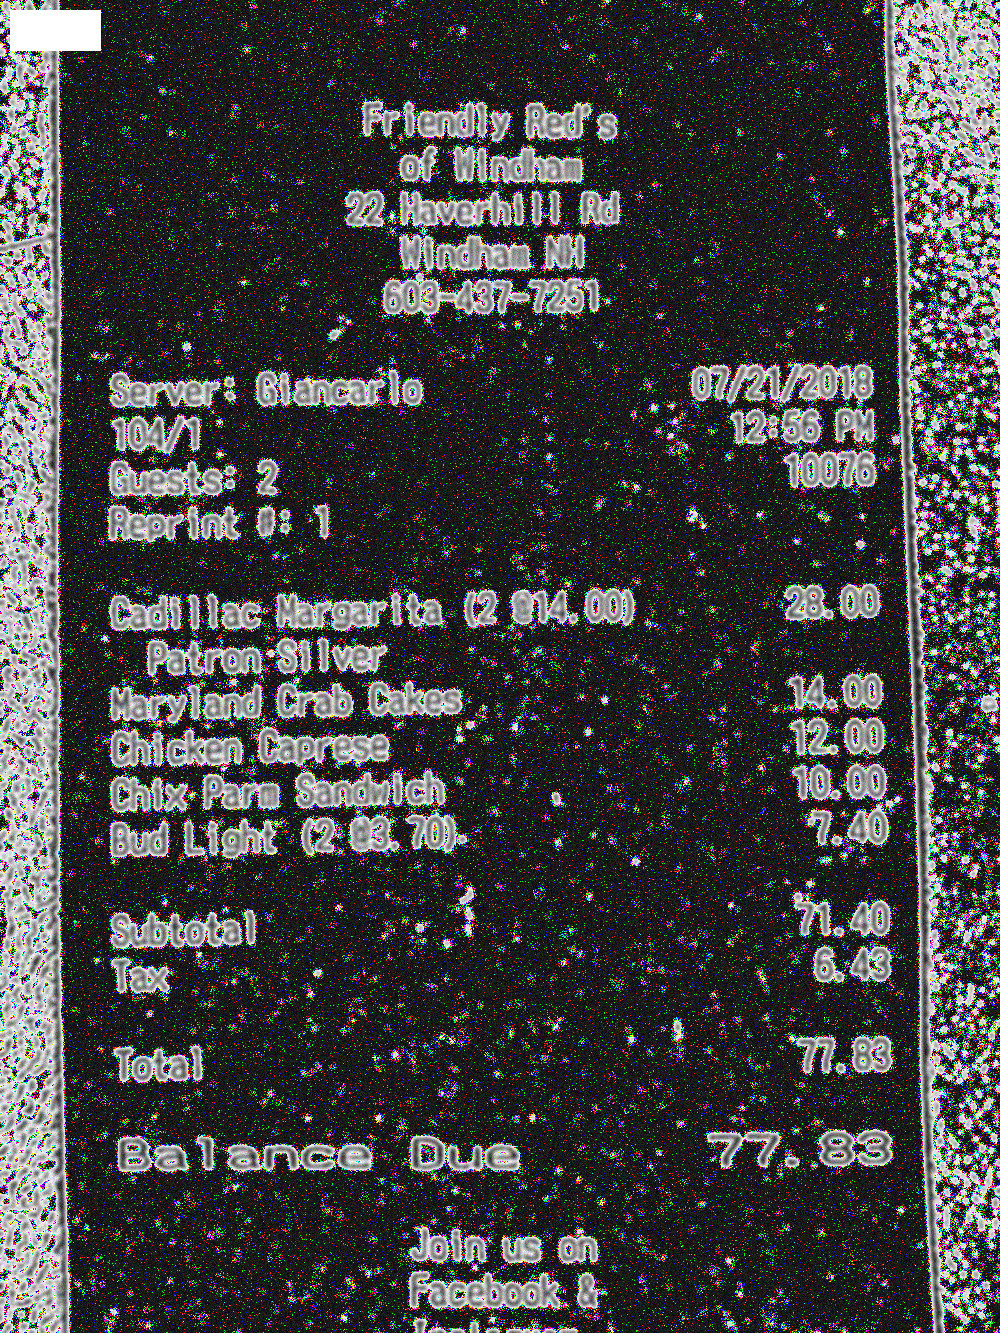 Friendly Red's
of Windham
22 Haverhill Rd
Windham NH
603-437-7251
Server: Giancarlo 07/21/2018
104/1 12:56 PM
Guests: 2 10076
Reprint #: 1
Cadillac Margarita (2 @14.00) 28.00
Patron Silver
Maryland Crab Cakes 14.00
Chicken Caprese 12.00
Chix Parm Sandwich 10.00
Bud Light (2 @3.70) 7.40
Subtotal 71.40
Tax 6.43
Total 77.83
Balance Due 77.83
Join us on
Facebook &